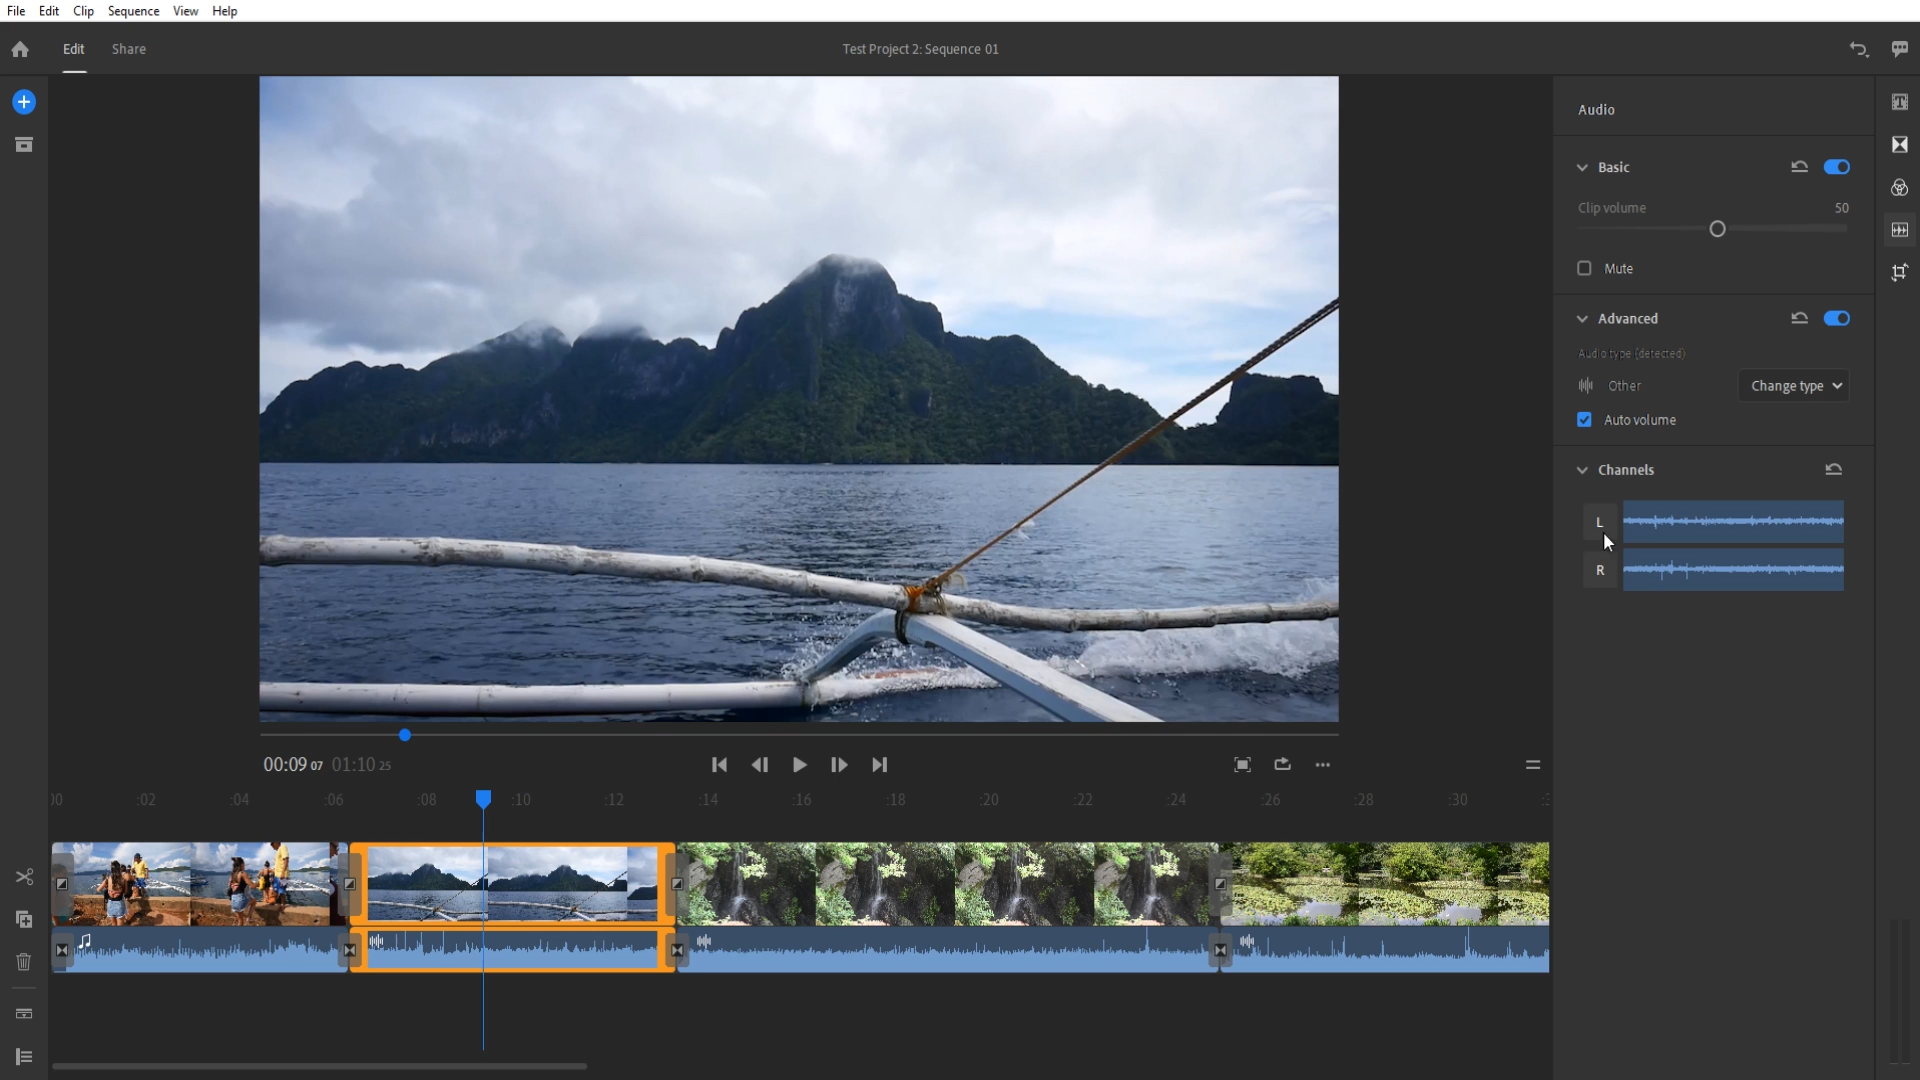 File Edit Clip Sequence View Help
Edit Share Test Project 2: Sequence 01
Audio
Basic
Clip volume 50
Mute
Advanced
Audio type (detected)
Other Change type
Auto volume
Channels
L
R
00:09 07 01:10 25
:02 :04 :06 :08 :10 :12 :14 :16 :18 :20 :22 :24 :26 :28 :30